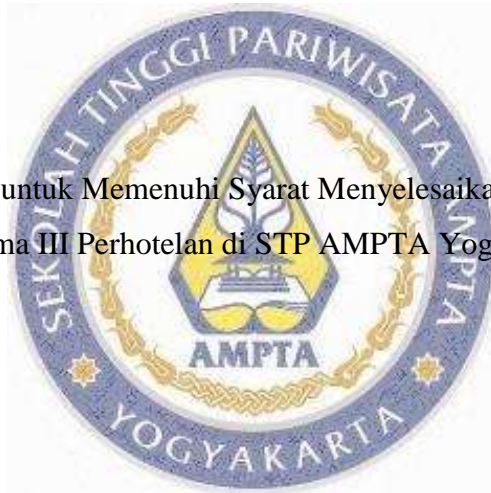 SEKOLAH TINGGI PARIWISATA AMPTA
untuk Memenuhi Syarat Menyelesaika
ma III Perhotelan di STP AMPTA Yog
AMPTA
YOGYAKARTA